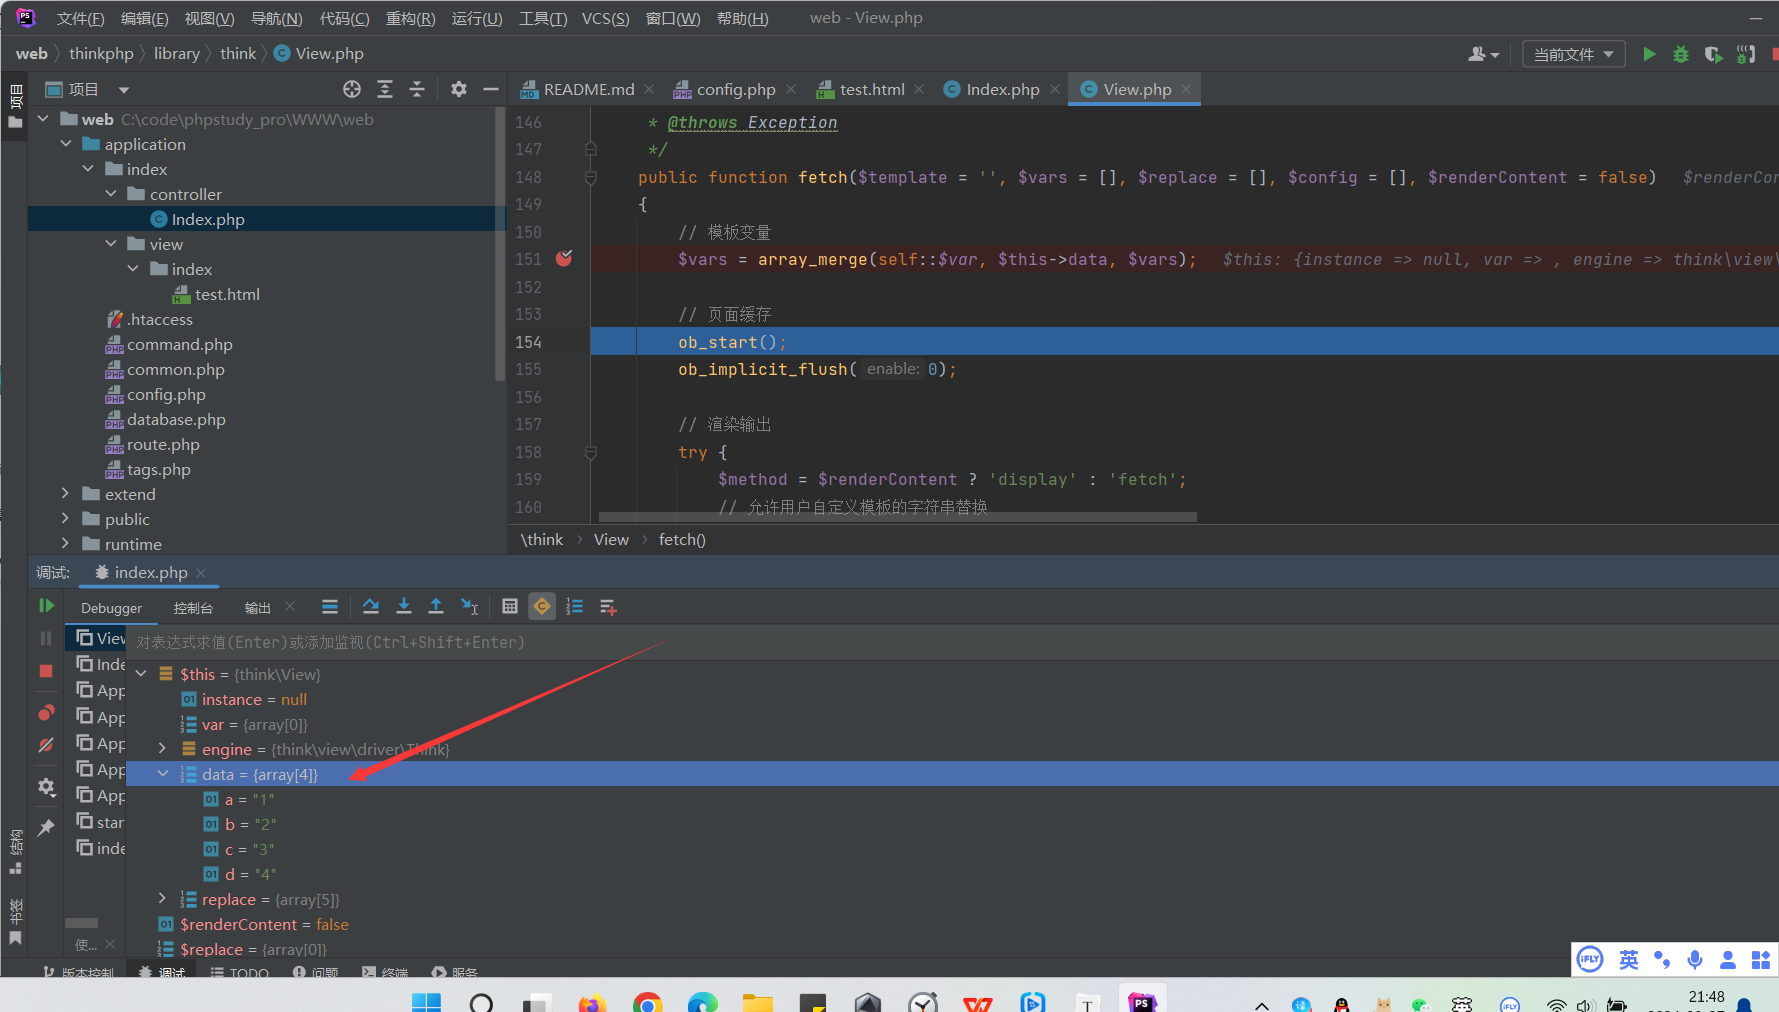 PS 文件(F) 编辑(E) 视图(V) 导航(N) 代码(C) 重构(R) 运行(U) 工具(T) VCS(S) 窗口(W) 帮助(H) web - View.php
web thinkphp library think View.php
当前文件
项目
项目
README.md config.php test.html Index.php View.php
web C:\code\phpstudy_pro\WWW\web
application
index
controller
Index.php
view
index
test.html
.htaccess
command.php
common.php
config.php
database.php
route.php
tags.php
extend
public
runtime
146 * @throws Exception
147 */
148 public function fetch($template = '', $vars = [], $replace = [], $config = [], $renderContent = false) $renderCon
149 {
150 // 模板变量
151 $vars = array_merge(self::$var, $this->data, $vars); $this: {instance => null, var => , engine => think\view\
152
153 // 页面缓存
154 ob_start();
155 ob_implicit_flush( enable: 0);
156
157 // 渲染输出
158 try {
159 $method = $renderContent ? 'display' : 'fetch';
160 // 允许用户自定义模板的字符串替换
\think View fetch()
调试: index.php
Debugger 控制台 输出
View
Inde
App
App
App
App
App
star
inde
使...
对表达式求值(Enter)或添加监视(Ctrl+Shift+Enter)
$this = {think\View}
instance = null
var = {array[0]}
engine = {think\view\driver\Think}
data = {array[4]}
a = "1"
b = "2"
c = "3"
d = "4"
replace = {array[5]}
$renderContent = false
$replace = {array[0]}
结构
书签
版本控制 调试 TODO 问题 终端 服务
iFLY 英
21:48